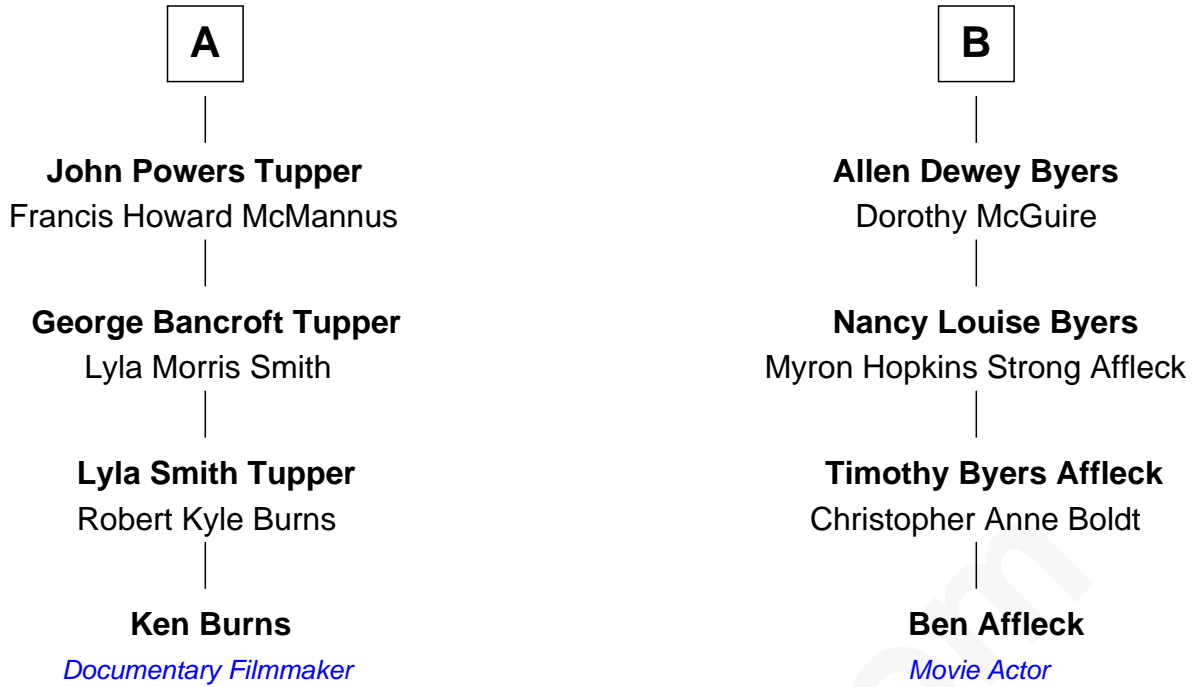 A
John Powers Tupper
Francis Howard McMannus
George Bancroft Tupper
Lyla Morris Smith
Lyla Smith Tupper
Robert Kyle Burns
Ken Burns
Documentary Filmmaker
B
Allen Dewey Byers
Dorothy McGuire
Nancy Louise Byers
Myron Hopkins Strong Affleck
Timothy Byers Affleck
Christopher Anne Boldt
Ben Affleck
Movie Actor